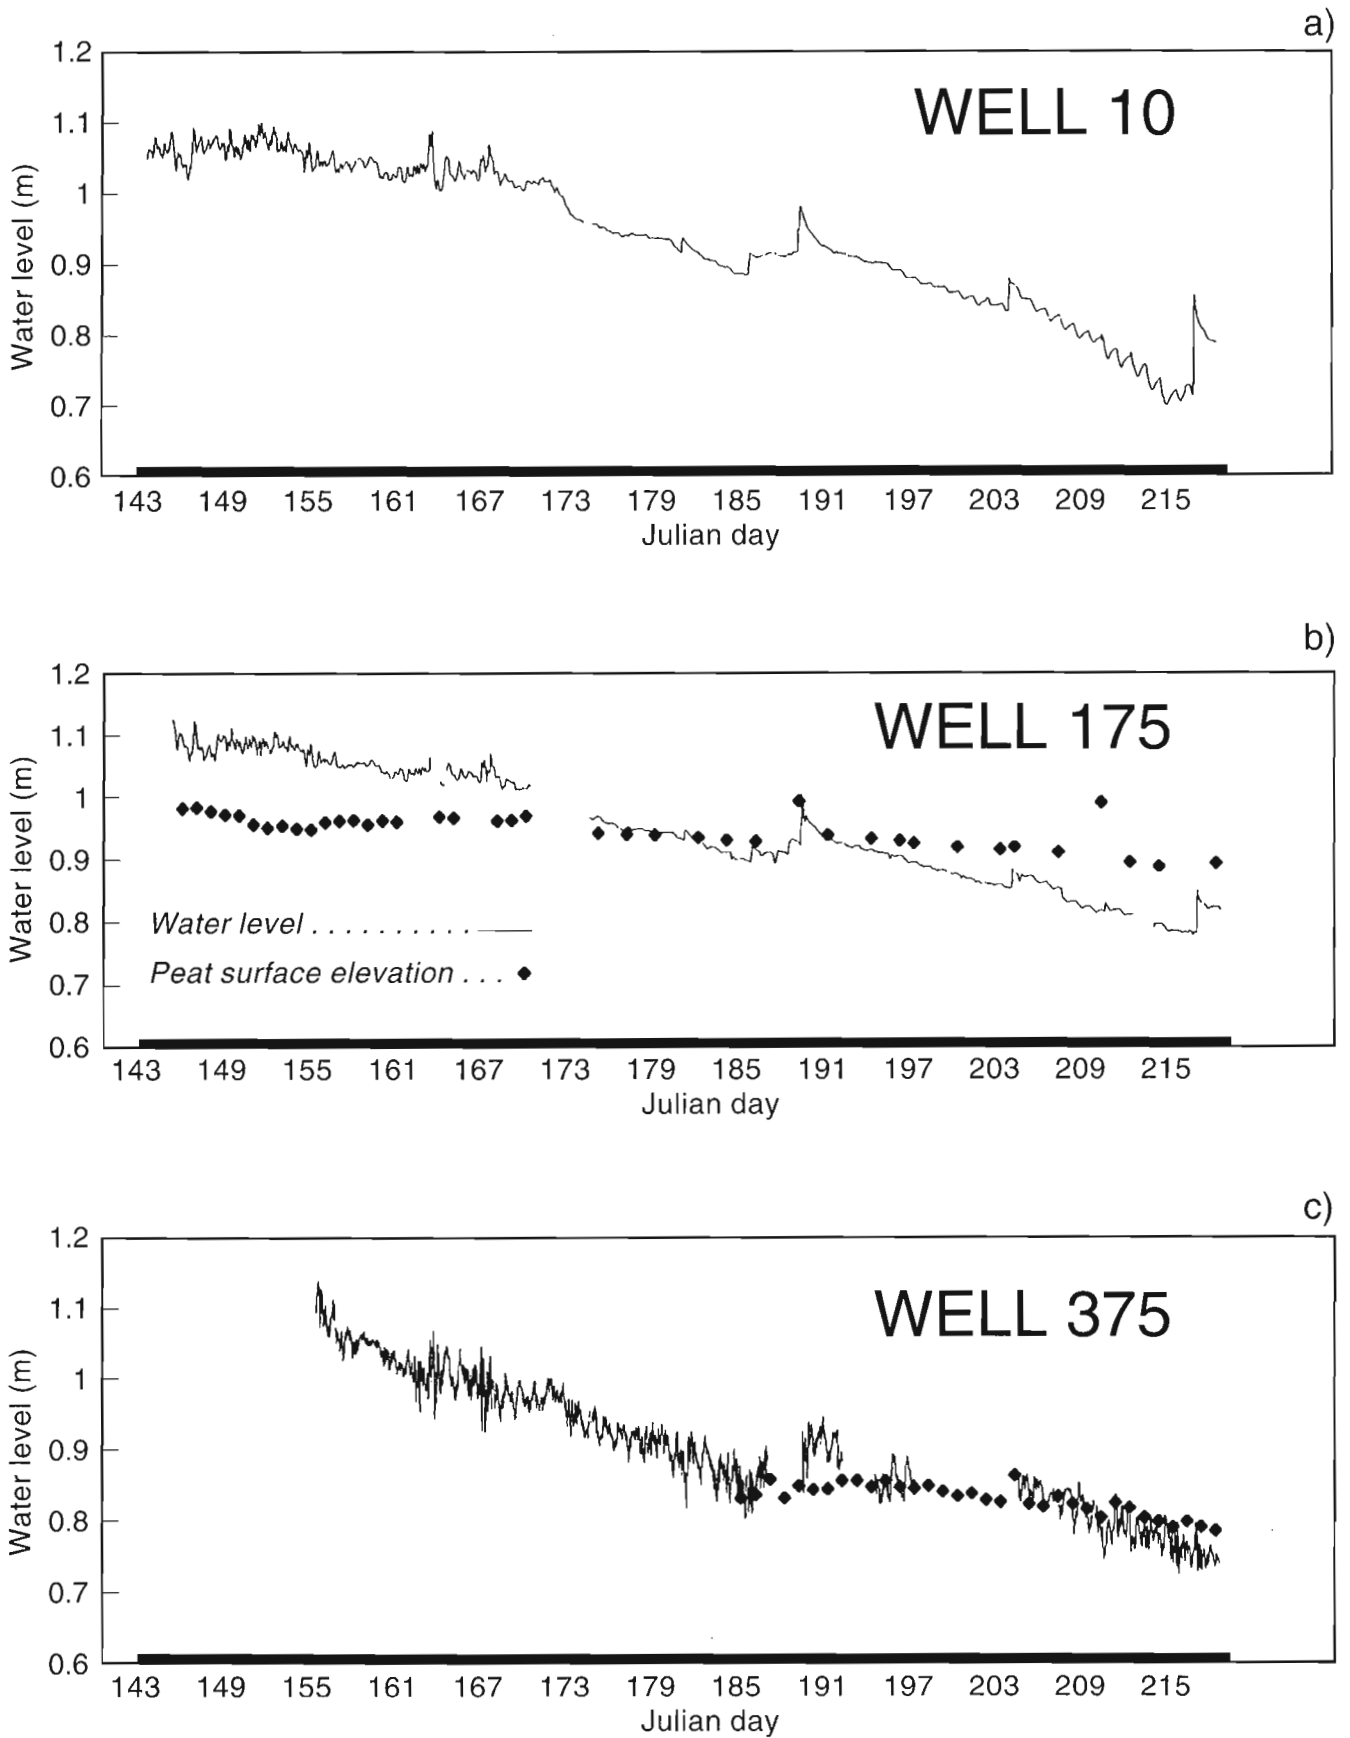 a)
1.2
1.1
1
0.9
0.8
0.7
0.6
Water level (m)
WELL 10
143 149 155 161 167 173 179 185 191 197 203 209 215
Julian day
b)
1.2
1.1
1
0.9
0.8
0.7
0.6
Water level (m)
WELL 175
Water level . . . . . . . . . .
Peat surface elevation . . .
143 149 155 161 167 173 179 185 191 197 203 209 215
Julian day
c)
1.2
1.1
1
0.9
0.8
0.7
0.6
Water level (m)
WELL 375
143 149 155 161 167 173 179 185 191 197 203 209 215
Julian day